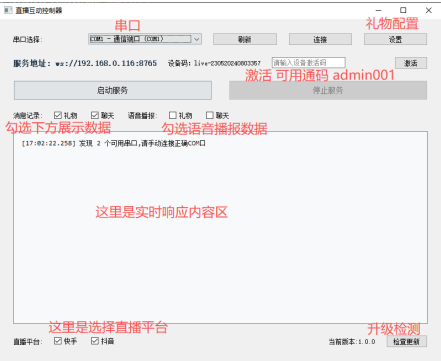 直播互动控制器
串口
礼物配置
串口选择: COM1 - 通信端口 (COM1) 刷新 连接 设置
服务地址: ws://192.168.0.116:8765 设备码: live-230520240803357 请输入设备激活码 激活
激活 可用通码 admin001
启动服务 停止服务
消息记录: 礼物 聊天 语音播报: 礼物 聊天
勾选下方展示数据 勾选语音播报数据
[17:02:22.258] 发现 2 个可用串口,请手动连接正确COM口
这里是实时响应内容区
这里是选择直播平台 升级检测
直播平台: 快手 抖音 当前版本:1.0.0 检查更新